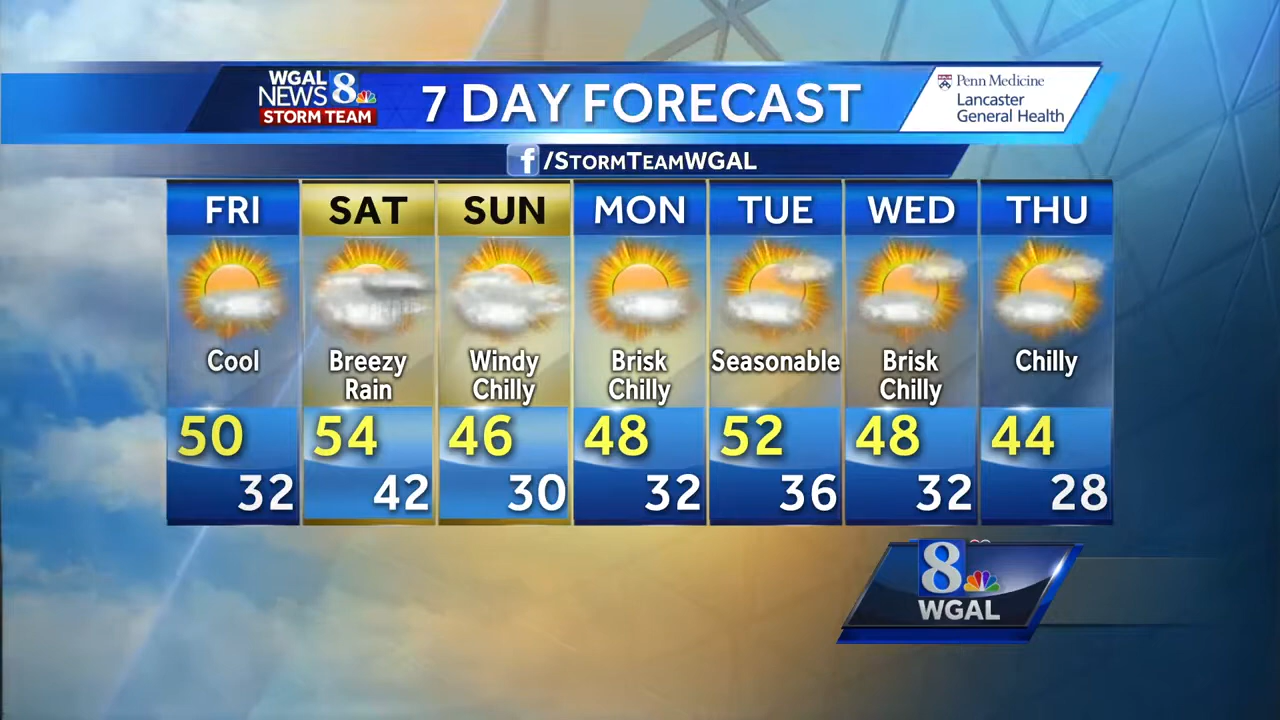 WGAL
NEWS 8
STORM TEAM
7 DAY FORECAST
Penn Medicine
Lancaster
General Health
f /STORMTEAMWGAL
FRI SAT SUN MON TUE WED THU
Cool Breezy Windy Brisk Seasonable Brisk Chilly
Rain Chilly Chilly Chilly
50 54 46 48 52 48 44
32 42 30 32 36 32 28
8
WGAL